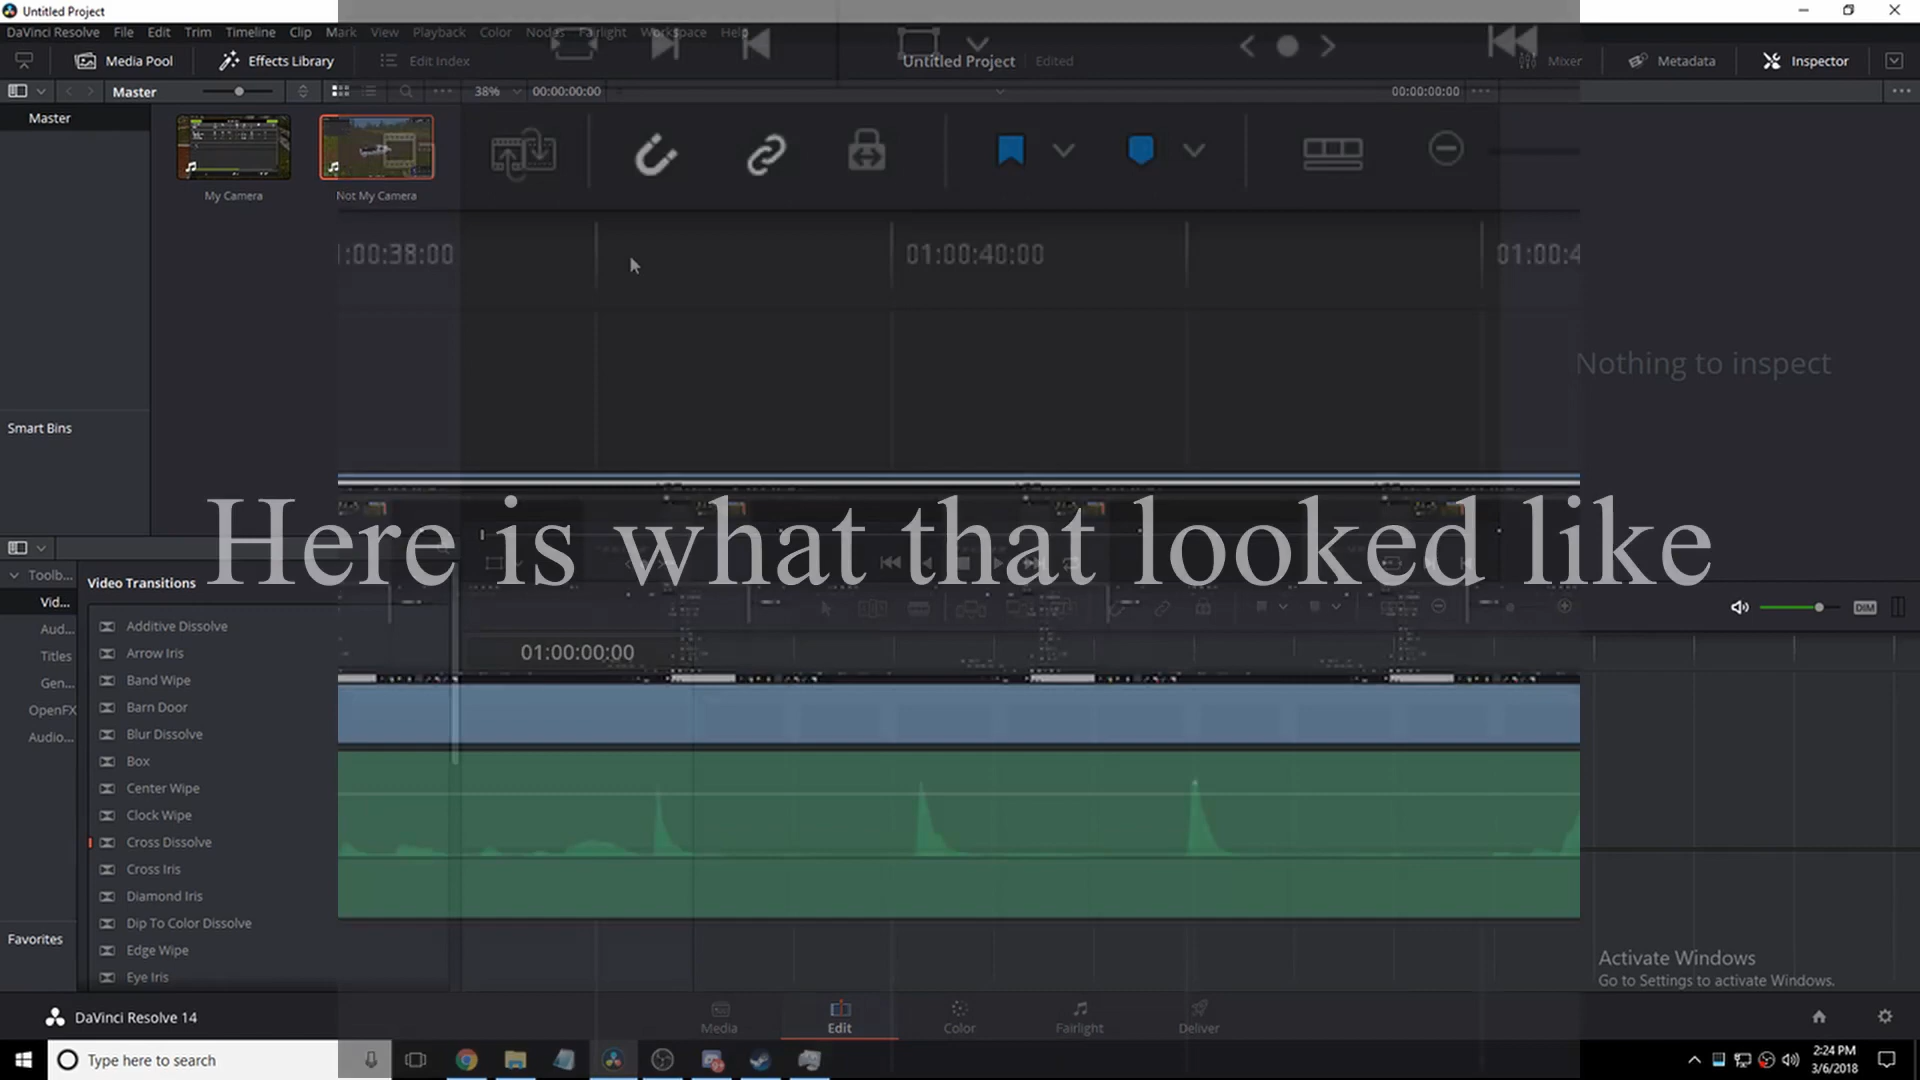 Untitled Project
DaVinci Resolve File Edit Trim Timeline Clip Mark View Playback Color Nodes Fairlight Workspace Help
Media Pool Effects Library Edit Index Untitled Project Edited Mixer Metadata Inspector
Master 38% 00:00:00:00 00:00:00:00
Master
My Camera Not My Camera
:00:38:00 01:00:40:00 01:00:4
Nothing to inspect
Smart Bins
Here is what that looked like
Toolb... Video Transitions
Vid...
Additive Dissolve
Aud...
Arrow Iris
Titles
Band Wipe
Gen...
Barn Door
OpenFX
Blur Dissolve
Audio...
Box
DIM
01:00:00:00
Center Wipe
Clock Wipe
Cross Dissolve
Cross Iris
Diamond Iris
Dip To Color Dissolve
Favorites
Edge Wipe
Eye Iris
Activate Windows
Go to Settings to activate Windows.
DaVinci Resolve 14 Media Edit Color Fairlight Deliver
Type here to search
2:24 PM
3/6/2018